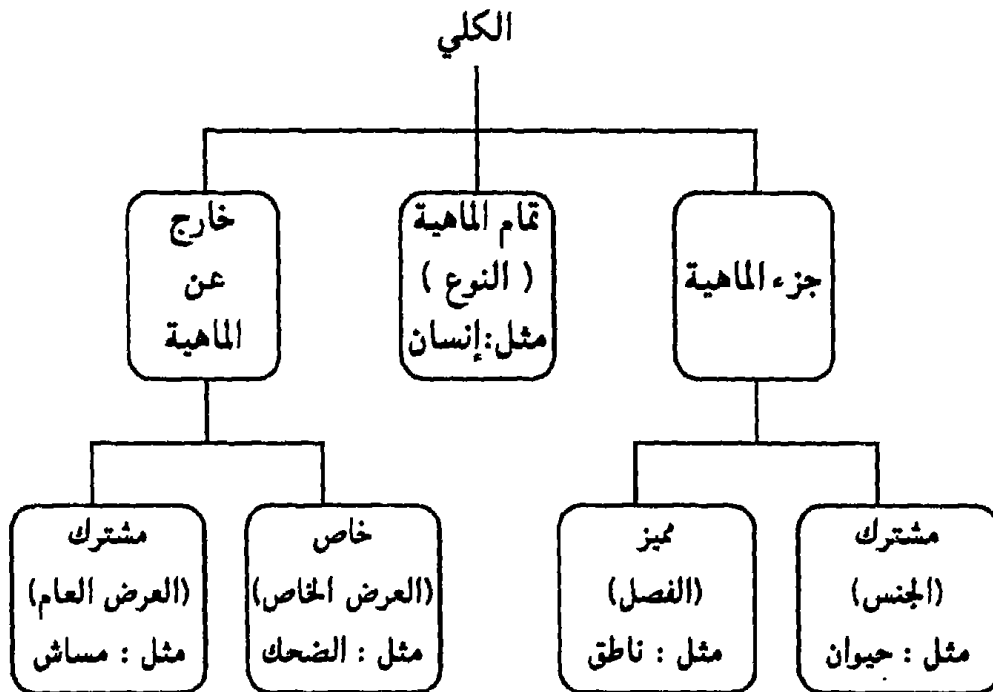 الكلي
جزء الماهية
تمام الماهية
( النوع )
مثل:إنسان
خارج
عن
الماهية
مشترك
(الجنس)
مثل : حيوان
مميز
(الفصل)
مثل : ناطق
خاص
(العرض الخاص)
مثل : الضحك
مشترك
(العرض العام)
مثل : مساش